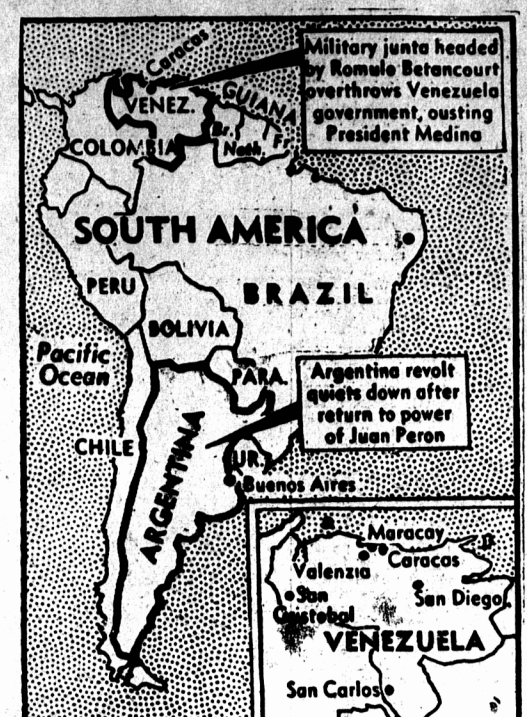 Caracas
Military junta headed
by Romulo Betancourt
overthrows Venezuela
government, ousting
President Medina
VENEZ.
GUIANA
Br.
Neth.
Fr.
COLOMBIA
SOUTH AMERICA
PERU
BRAZIL
BOLIVIA
Pacific
Ocean
PARA.
Argentina revolt
quiets down after
return to power
of Juan Peron
CHILE
ARGENTINA
UR.
Buenos Aires
Maracay
Caracas
Valenzia
San
Cristobal
San Diego
VENEZUELA
San Carlos